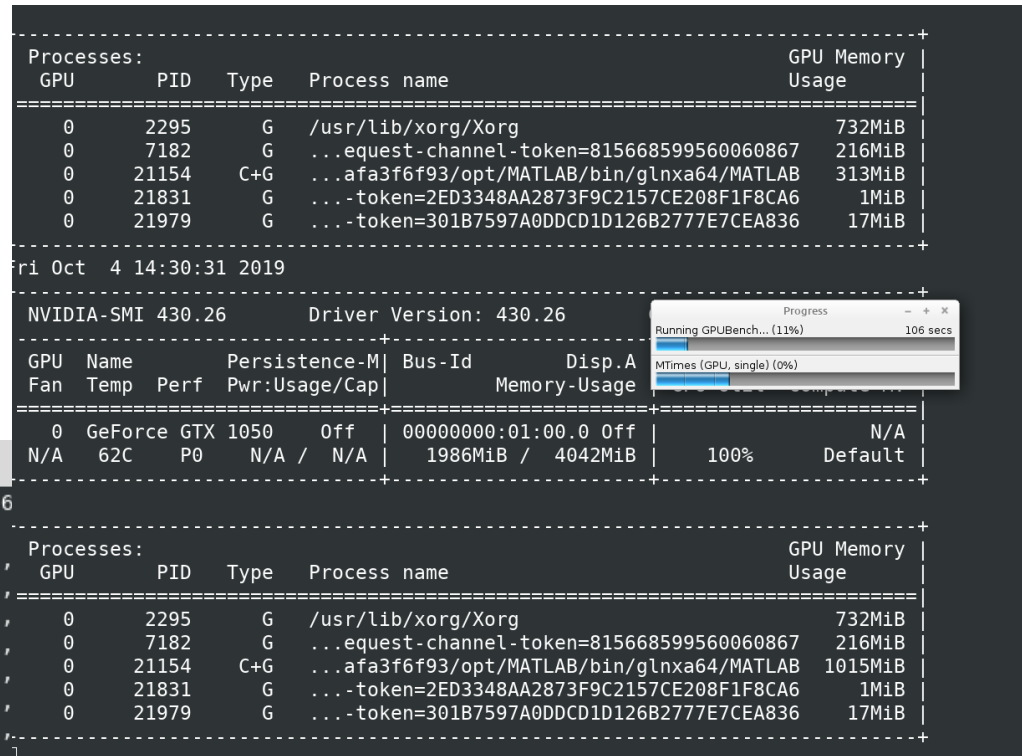 Processes: GPU Memory |
GPU PID Type Process name Usage |
|=============================================================================|
0 2295 G /usr/lib/xorg/Xorg 732MiB |
0 7182 G ...equest-channel-token=815668599560060867 216MiB |
0 21154 C+G ...afa3f6f93/opt/MATLAB/bin/glnxa64/MATLAB 313MiB |
0 21831 G ...-token=2ED3348AA2873F9C2157CE208F1F8CA6 1MiB |
0 21979 G ...-token=301B7597A0DDCD1D126B2777E7CEA836 17MiB |
Fri Oct 4 14:30:31 2019
NVIDIA-SMI 430.26 Driver Version: 430.26
Progress
Running GPUBench... (11%) 106 secs
MTimes (GPU, single) (0%)
GPU Name Persistence-M| Bus-Id Disp.A
Fan Temp Perf Pwr:Usage/Cap| Memory-Usage |
0 GeForce GTX 1050 Off | 00000000:01:00.0 Off | N/A |
N/A 62C P0 N/A / N/A | 1986MiB / 4042MiB | 100% Default |
6
Processes: GPU Memory |
GPU PID Type Process name Usage |
0 2295 G /usr/lib/xorg/Xorg 732MiB |
0 7182 G ...equest-channel-token=815668599560060867 216MiB |
0 21154 C+G ...afa3f6f93/opt/MATLAB/bin/glnxa64/MATLAB 1015MiB |
0 21831 G ...-token=2ED3348AA2873F9C2157CE208F1F8CA6 1MiB |
0 21979 G ...-token=301B7597A0DDCD1D126B2777E7CEA836 17MiB |